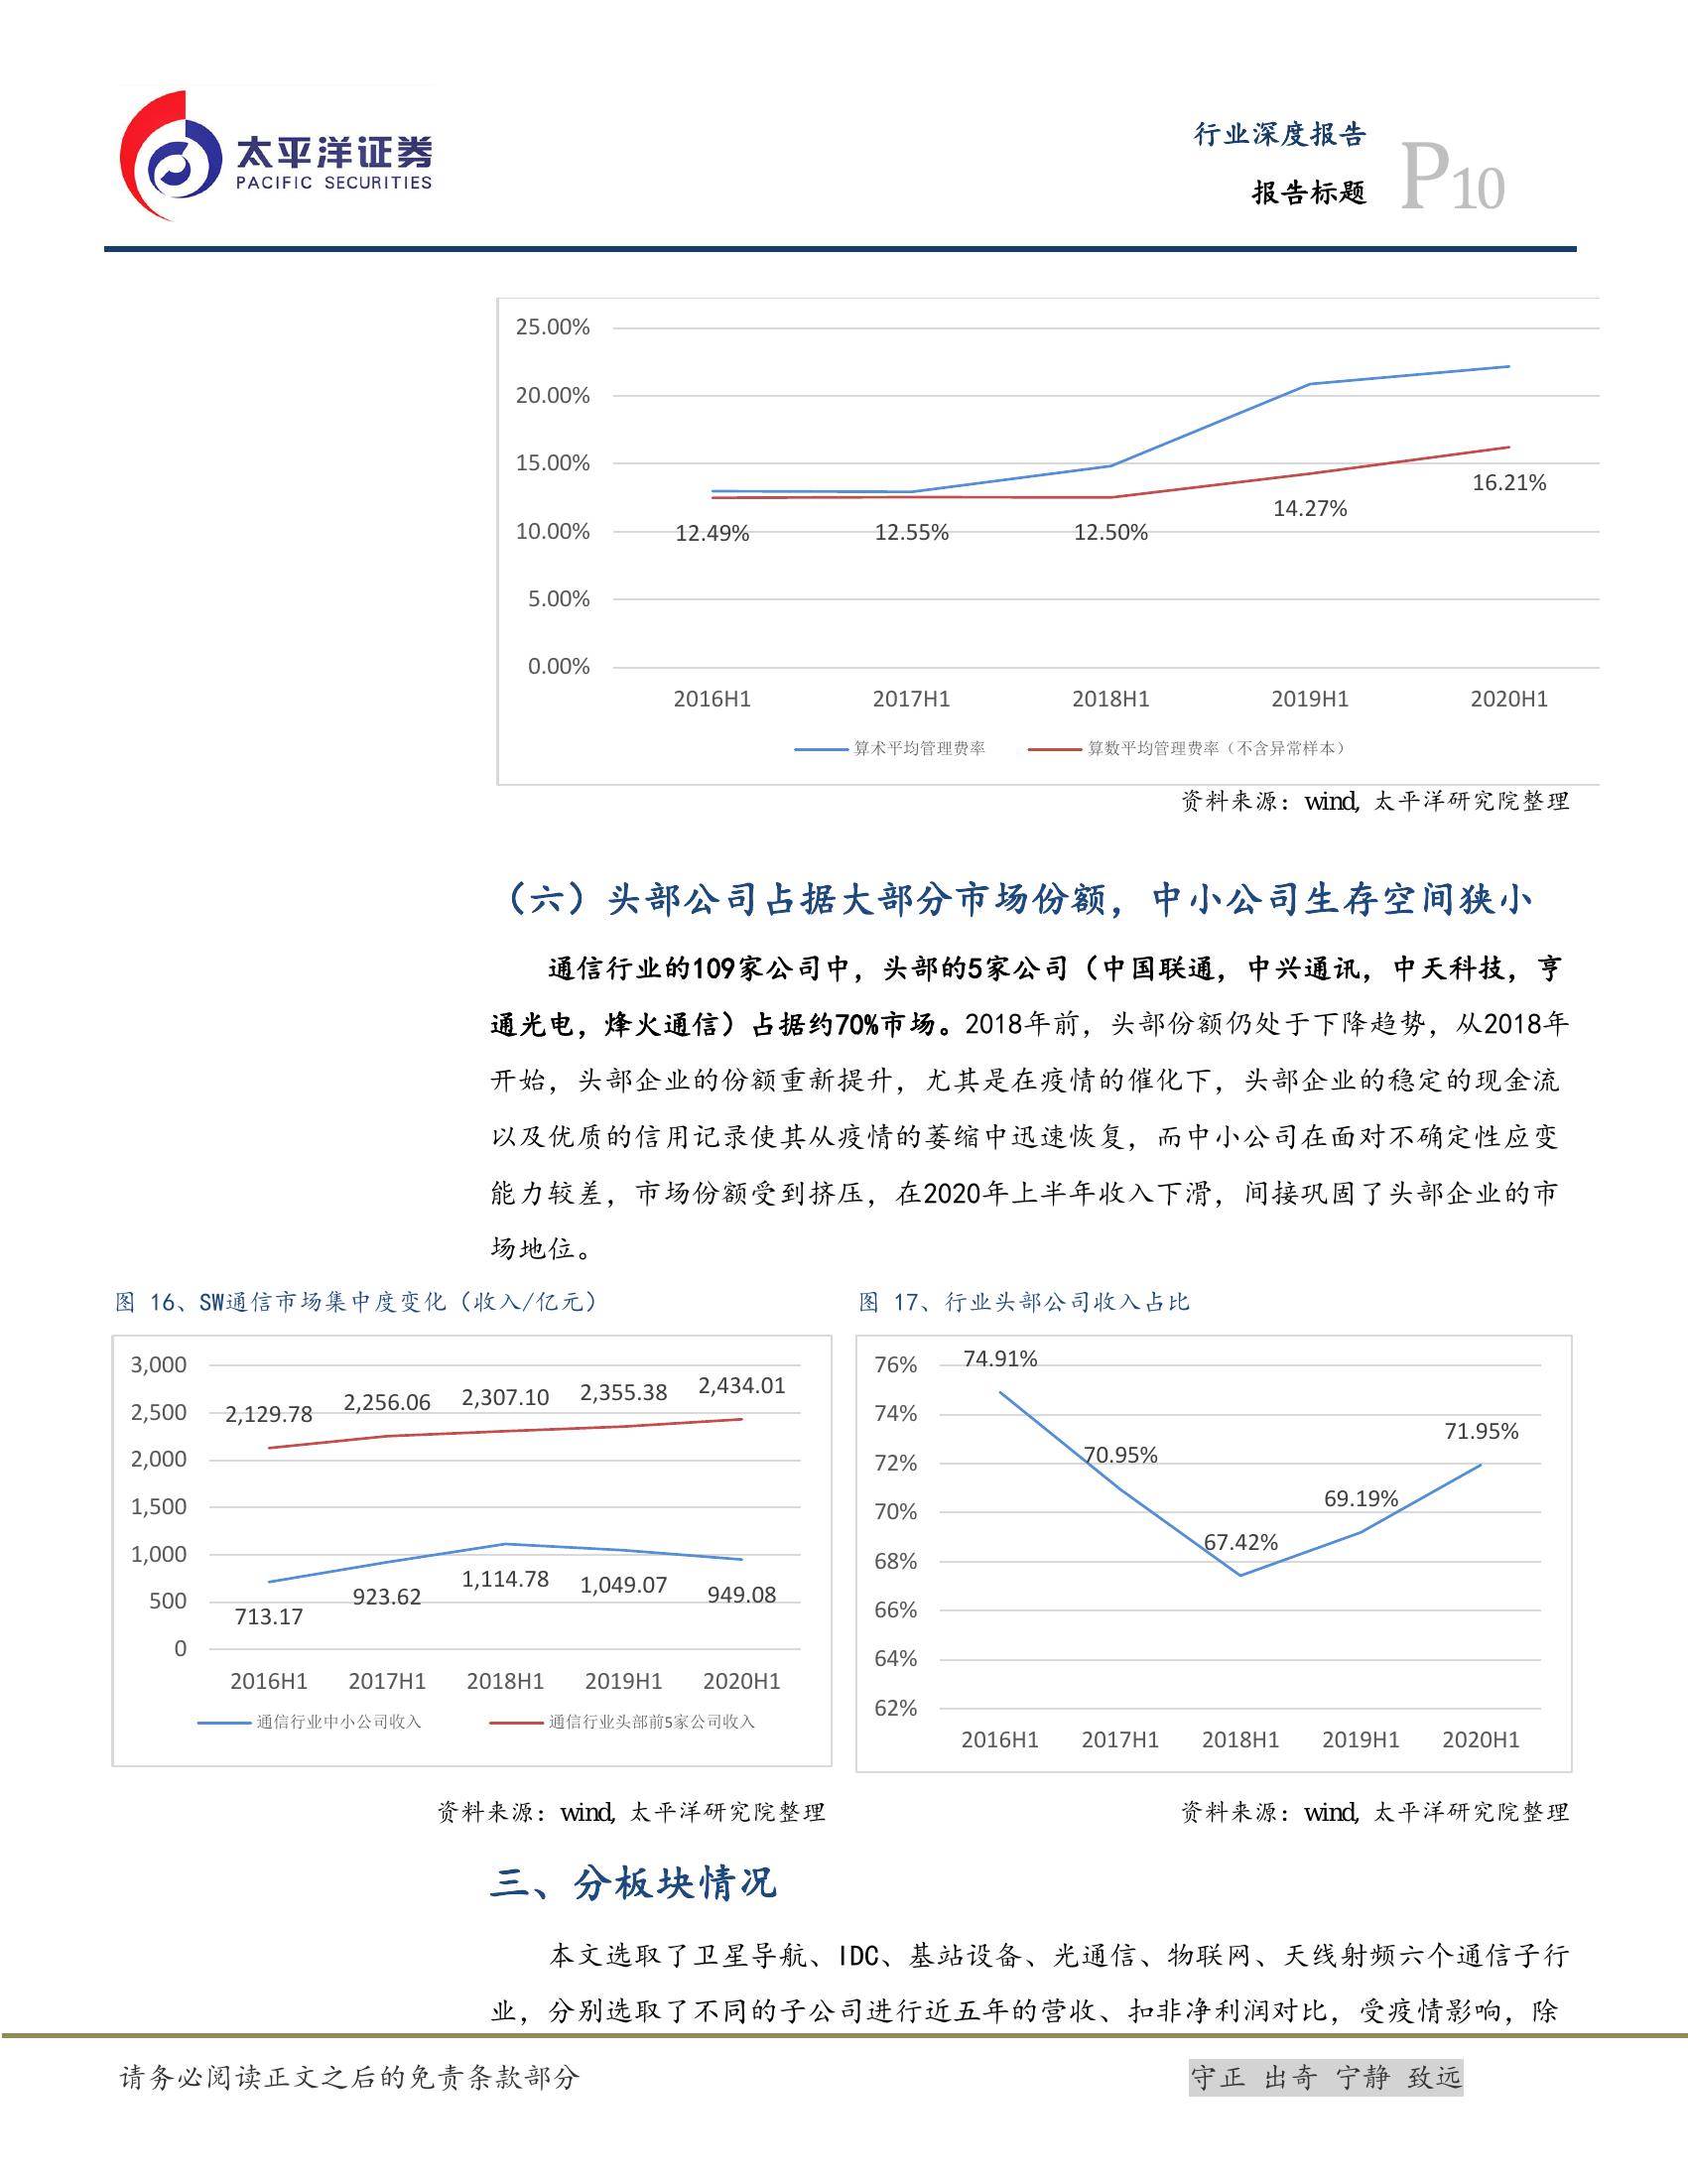 太平洋证券
PACIFIC SECURITIES
行业深度报告
报告标题
P10
25.00%
20.00%
15.00%
10.00%
5.00%
0.00%
12.49%
12.55%
12.50%
14.27%
16.21%
2016H1 2017H1 2018H1 2019H1 2020H1
算术平均管理费率 算数平均管理费率（不含异常样本）
资料来源：wind, 太平洋研究院整理
（六）头部公司占据大部分市场份额，中小公司生存空间狭小
通信行业的109家公司中，头部的5家公司（中国联通，中兴通讯，中天科技，亨
通光电，烽火通信）占据约70%市场。2018年前，头部份额仍处于下降趋势，从2018年
开始，头部企业的份额重新提升，尤其是在疫情的催化下，头部企业的稳定的现金流
以及优质的信用记录使其从疫情的萎缩中迅速恢复，而中小公司在面对不确定性应变
能力较差，市场份额受到挤压，在2020年上半年收入下滑，间接巩固了头部企业的市
场地位。
图 16、SW通信市场集中度变化（收入/亿元）
3,000
2,500
2,000
1,500
1,000
500
0
2,129.78
2,256.06
2,307.10
2,355.38
2,434.01
713.17
923.62
1,114.78
1,049.07
949.08
2016H1 2017H1 2018H1 2019H1 2020H1
通信行业中小公司收入 通信行业头部前5家公司收入
资料来源：wind, 太平洋研究院整理
图 17、行业头部公司收入占比
76%
74%
72%
70%
68%
66%
64%
62%
74.91%
70.95%
67.42%
69.19%
71.95%
2016H1 2017H1 2018H1 2019H1 2020H1
资料来源：wind, 太平洋研究院整理
三、分板块情况
本文选取了卫星导航、IDC、基站设备、光通信、物联网、天线射频六个通信子行
业，分别选取了不同的子公司进行近五年的营收、扣非净利润对比，受疫情影响，除
请务必阅读正文之后的免责条款部分
守正 出奇 宁静 致远